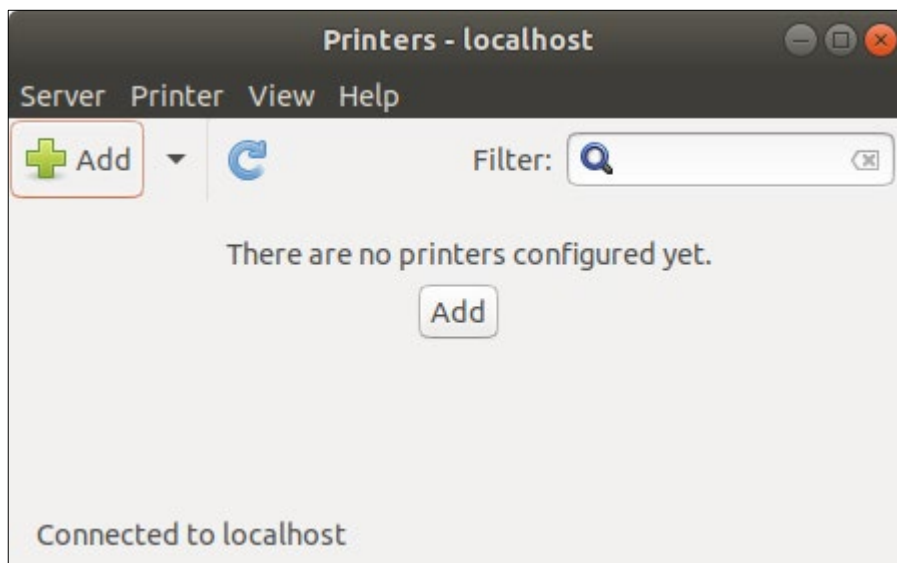 Printers - localhost
Server Printer View Help
Add Filter:
There are no printers configured yet.
Add
Connected to localhost